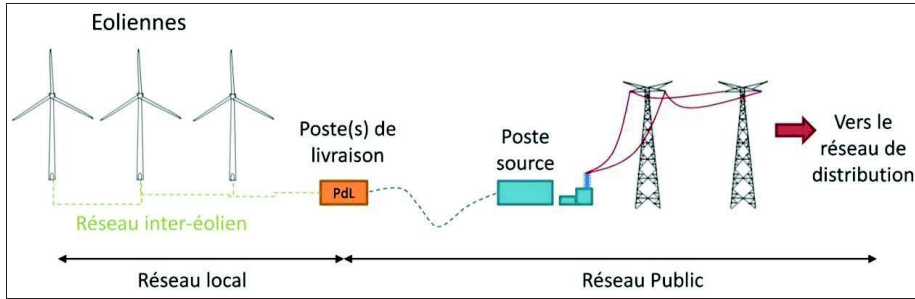 Eoliennes
Poste(s) de
livraison
PdL
Poste
source
Vers le
réseau de
distribution
Réseau inter-éolien
Réseau local
Réseau Public